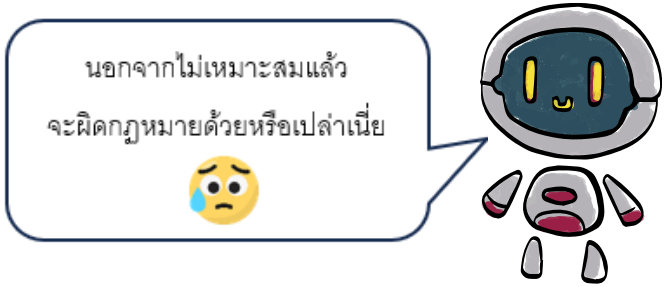 นอกจากไม่เหมาะสมแล้ว
จะผิดกฎหมายด้วยหรือเปล่าเนี่ย